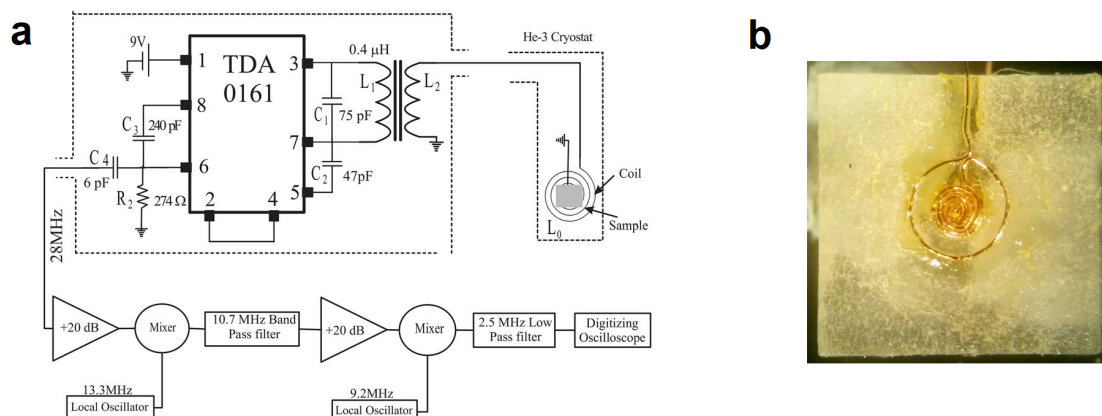 a
b
9V
He-3 Cryostat
0.4 μH
1
TDA
0161
3
L1
L2
8
C1
75 pF
C3
240 pF
7
C4
6
6 pF
C2
47pF
R2
274 Ω
5
2
4
Coil
Sample
L0
28MHz
+20 dB
Mixer
10.7 MHz Band
Pass filter
+20 dB
Mixer
2.5 MHz Low
Pass filter
Digitizing
Oscilloscope
13.3MHz
Local Oscillator
9.2MHz
Local Oscillator